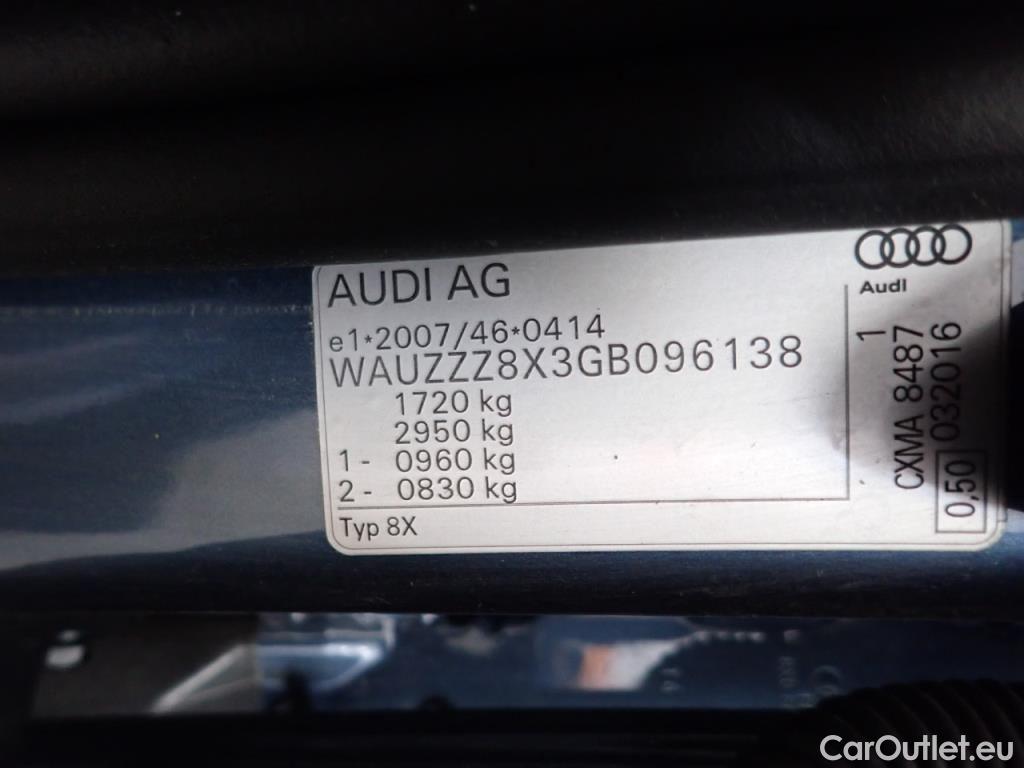 AUDI AG
e1*2007/46*0414
WAUZZZ8X3GB096138
1720 kg
2950 kg
1- 0960 kg
2- 0830 kg
Typ 8X
Audi
1
CXMA 8487
032016
0,50
CarOutlet.eu